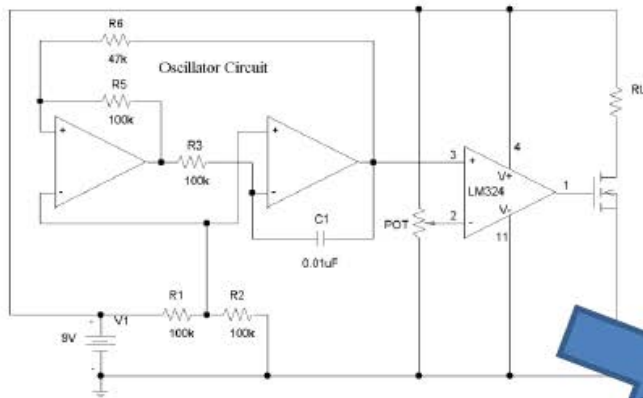 R6
47k
Oscillator Circuit
R5
100k
R3
100k
+
-
+
-
C1
0.01uF
3
+
4
V+
LM324
1
POT
2
-
V-
11
R1
100k
R2
100k
V1
9V
-
-